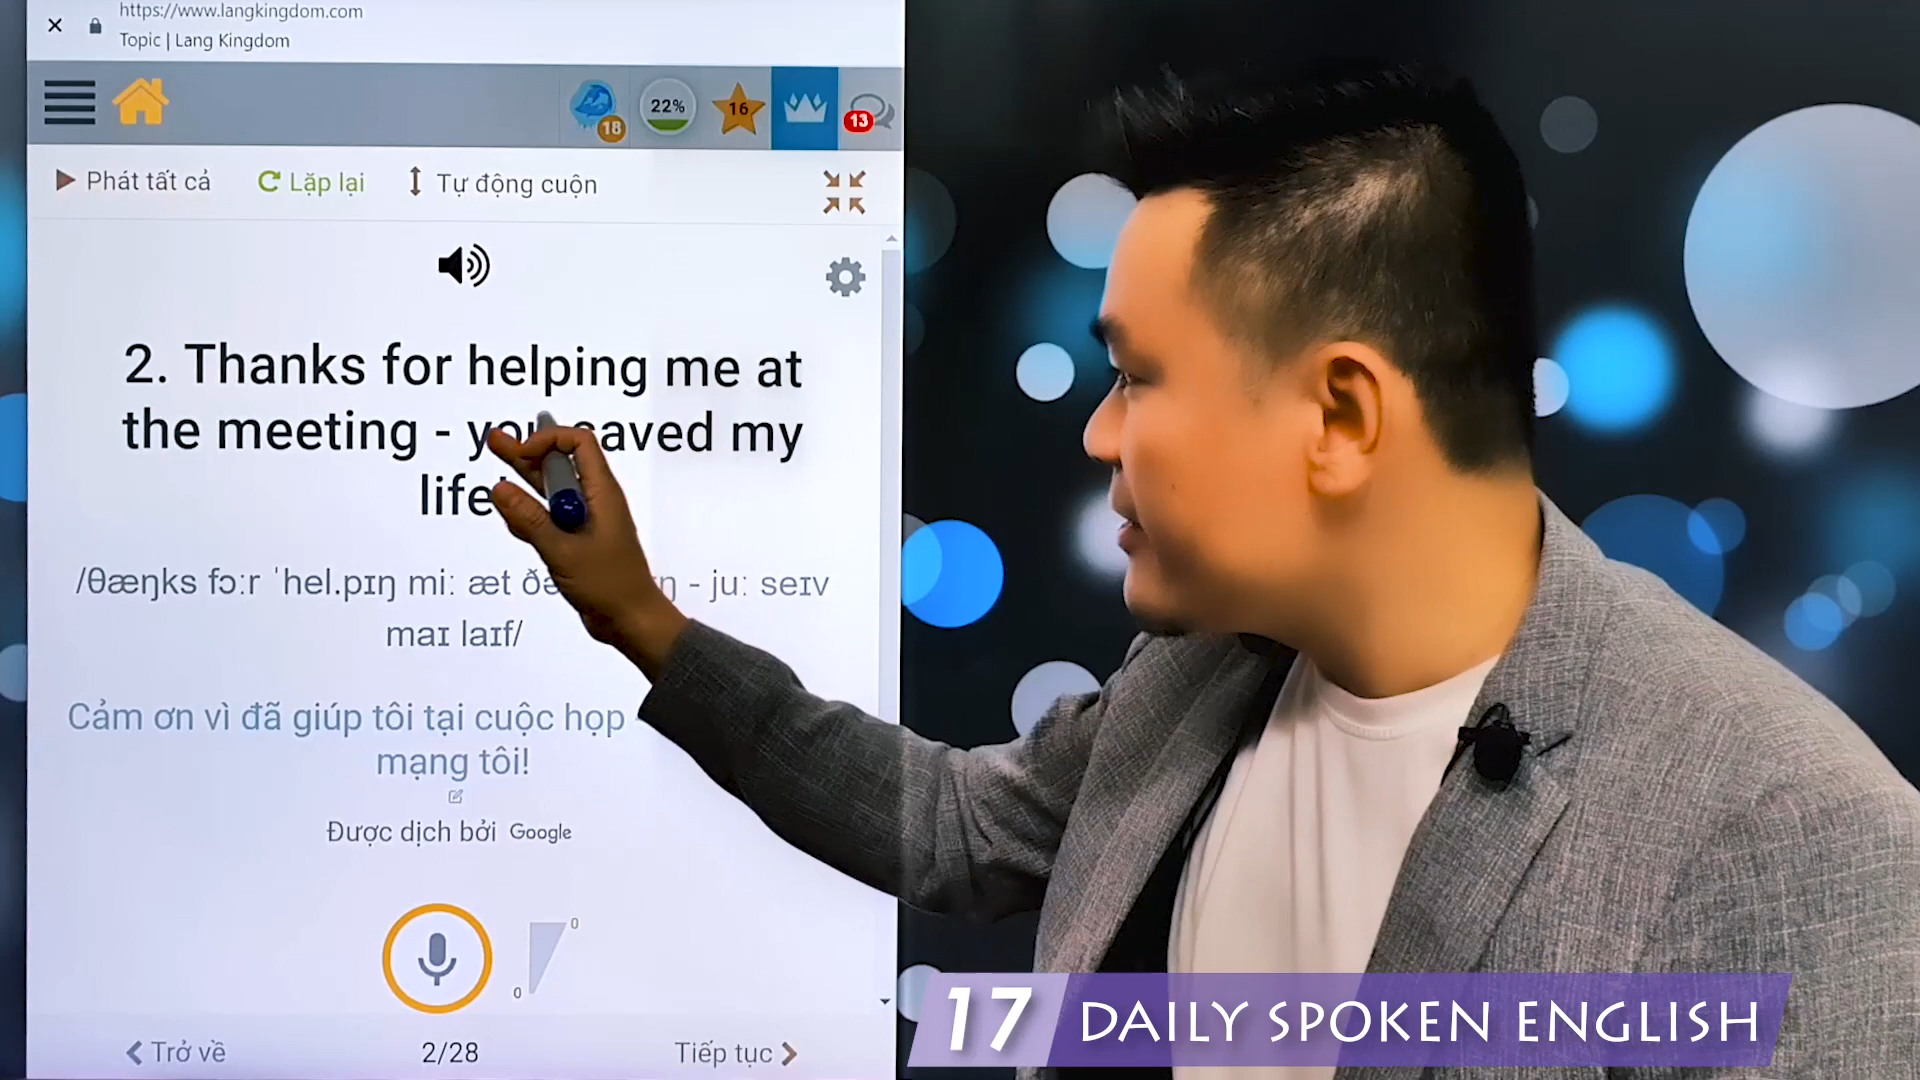 https://www.langkingdom.com
Topic | Lang Kingdom
18
22%
16
13
Phát tất cả
Lặp lại
Tự động cuộn
2. Thanks for helping me at
the meeting - you saved my
life
/θæŋks fɔːr ˈhel.pɪŋ miː æt - juː seɪv
maɪ laɪf/
Cảm ơn vì đã giúp tôi tại cuộc họp
mạng tôi!
Được dịch bởi Google
0
0
Trở về
2/28
Tiếp tục
17 DAILY SPOKEN ENGLISH